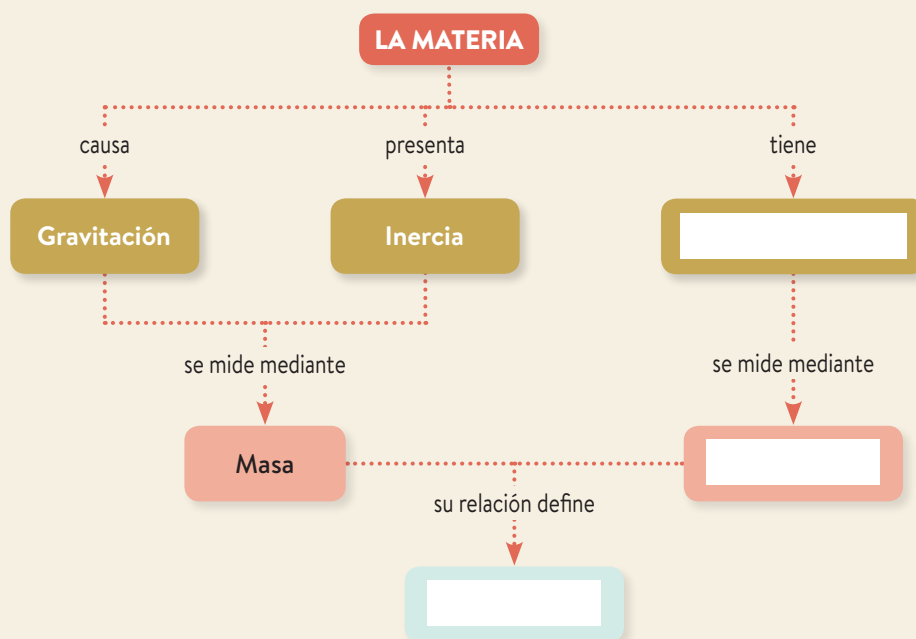 LA MATERIA
causa
presenta
tiene
Gravitación
Inercia
se mide mediante
se mide mediante
Masa
su relación define